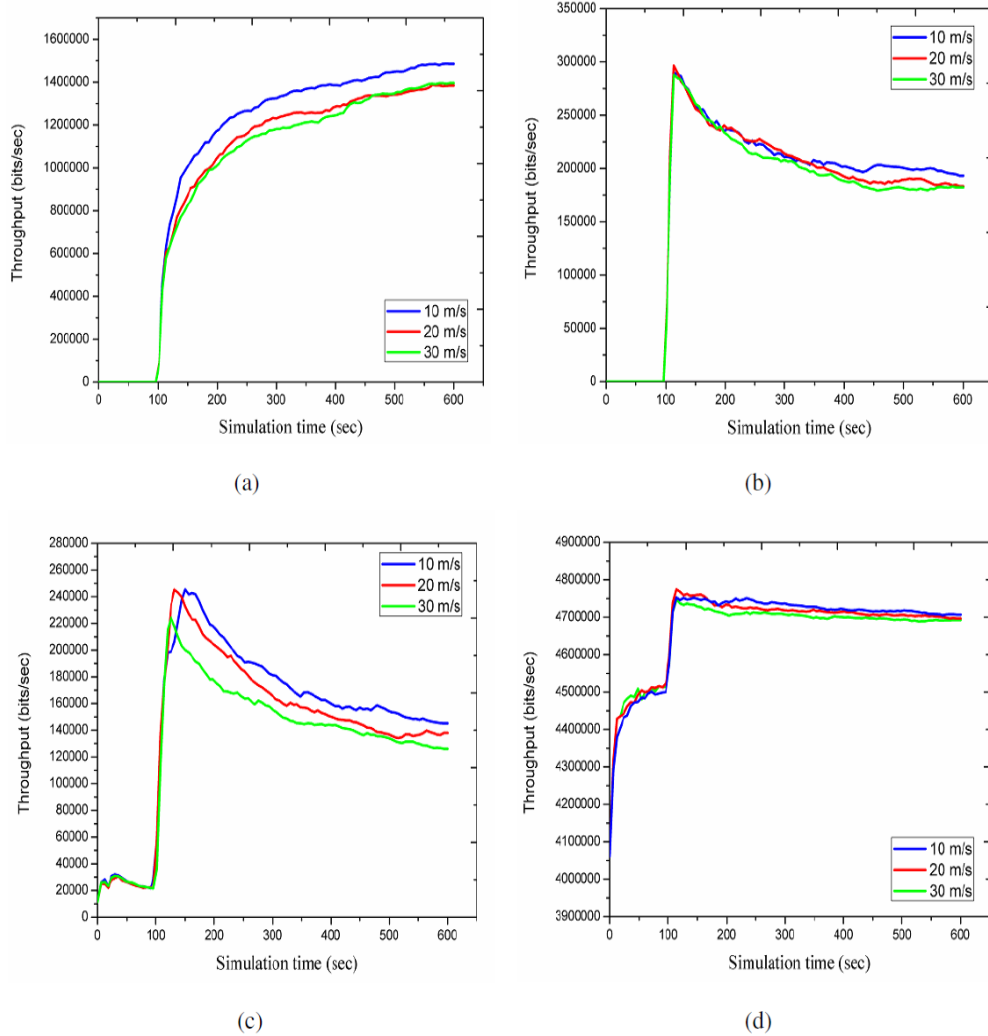 1600000
1400000
1200000
1000000
800000
600000
400000
200000
0
Throughput (bits/sec)
10 m/s
20 m/s
30 m/s
0 100 200 300 400 500 600
Simulation time (sec)
(a)
350000
300000
250000
200000
150000
100000
50000
0
Throughput (bits/sec)
10 m/s
20 m/s
30 m/s
0 100 200 300 400 500 600
Simulation time (sec)
(b)
280000
260000
240000
220000
200000
180000
160000
140000
120000
100000
80000
60000
40000
20000
0
Throughput (bits/sec)
10 m/s
20 m/s
30 m/s
0 100 200 300 400 500 600
Simulation time (sec)
(c)
4900000
4800000
4700000
4600000
4500000
4400000
4300000
4200000
4100000
4000000
3900000
Throughput (bits/sec)
10 m/s
20 m/s
30 m/s
0 100 200 300 400 500 600
Simulation time (sec)
(d)